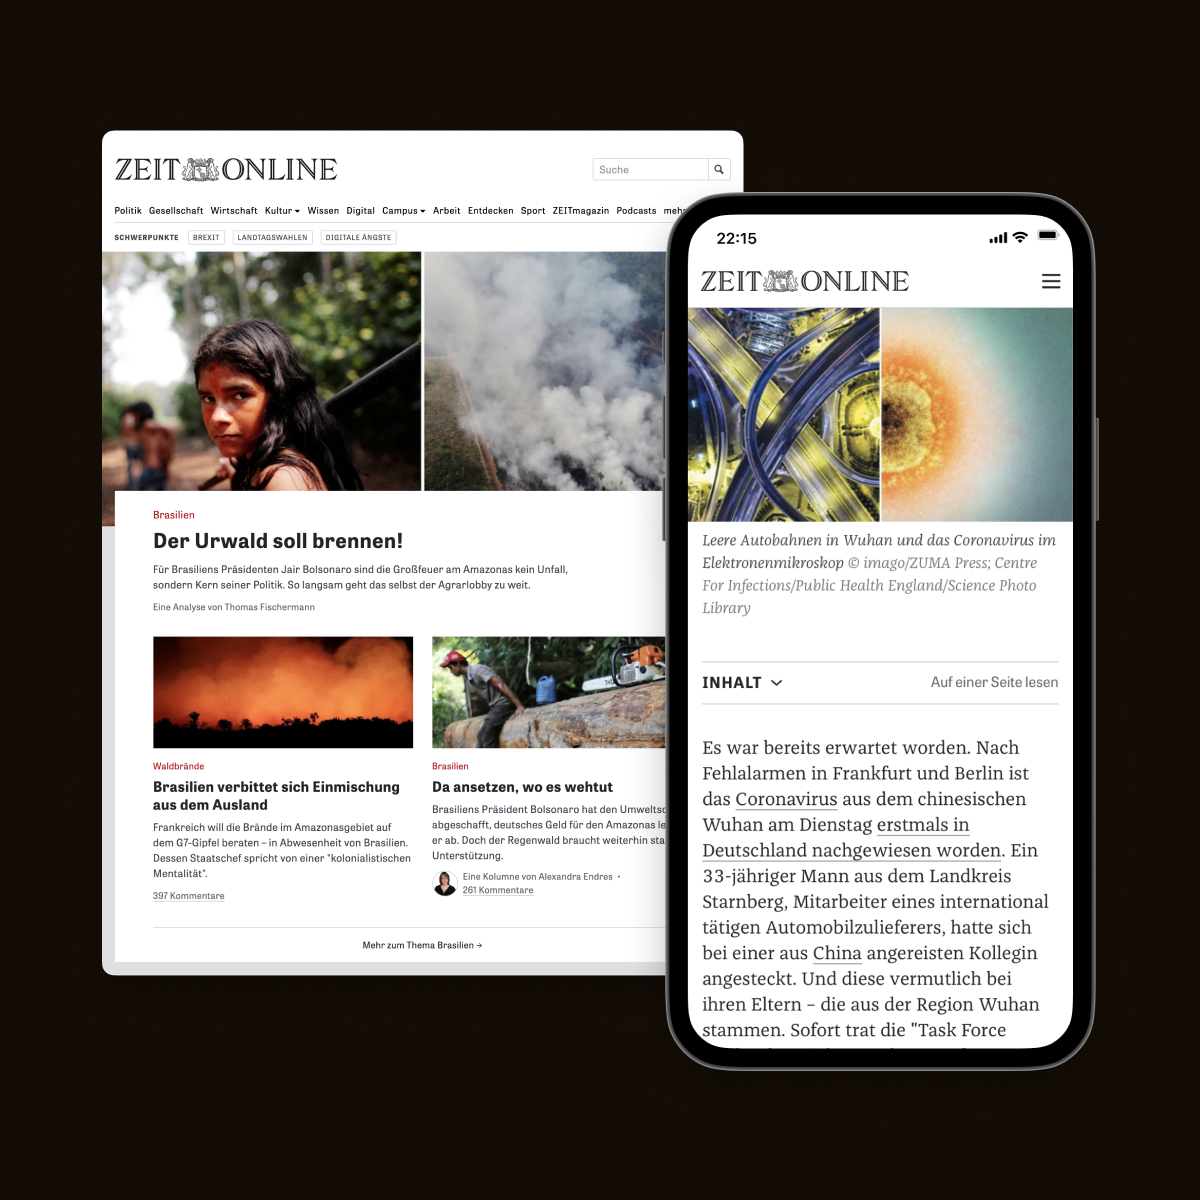 ZEIT ONLINE
Suche
Politik Gesellschaft Wirtschaft Kultur Wissen Digital Campus Arbeit Entdecken Sport ZEITmagazin Podcasts mehr
SCHWERPUNKTE BREXIT LANDTAGSWAHLEN DIGITALE ÄNGSTE
Brasilien
Der Urwald soll brennen!
Für Brasiliens Präsidenten Jair Bolsonaro sind die Großfeuer am Amazonas kein Unfall,
sondern Kern seiner Politik. So langsam geht das selbst der Agrarlobby zu weit.
Eine Analyse von Thomas Fischermann
Waldbrände
Brasilien verbittet sich Einmischung
aus dem Ausland
Frankreich will die Brände im Amazonasgebiet auf
dem G7-Gipfel beraten – in Abwesenheit von Brasilien.
Dessen Staatschef spricht von einer "kolonialistischen
Mentalität".
397 Kommentare
Brasilien
Da ansetzen, wo es wehtut
Brasiliens Präsident Bolsonaro hat den
abgeschafft, deutsches Geld für den Amazonas
er ab. Doch der Regenwald braucht weiterhin
Unterstützung.
Eine Kolumne von Alexandra Endres •
261 Kommentare
Mehr zum Thema Brasilien →
22:15
ZEIT ONLINE
Leere Autobahnen in Wuhan und das Coronavirus im
Elektronenmikroskop © imago/ZUMA Press; Centre
For Infections/Public Health England/Science Photo
Library
INHALT Auf einer Seite lesen
Es war bereits erwartet worden. Nach
Fehlalarmen in Frankfurt und Berlin ist
das Coronavirus aus dem chinesischen
Wuhan am Dienstag erstmals in
Deutschland nachgewiesen worden. Ein
33-jähriger Mann aus dem Landkreis
Starnberg, Mitarbeiter eines international
tätigen Automobilzulieferers, hatte sich
bei einer aus China angereisten Kollegin
angesteckt. Und diese vermutlich bei
ihren Eltern – die aus der Region Wuhan
stammen. Sofort trat die "Task Force